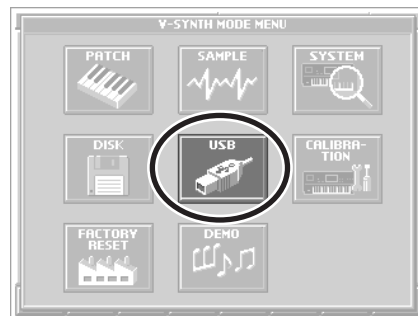 V-SYNTH MODE MENU
PATCH
SAMPLE
SYSTEM
DISK
USB
CALIBRA-
TION
FACTORY
RESET
DEMO